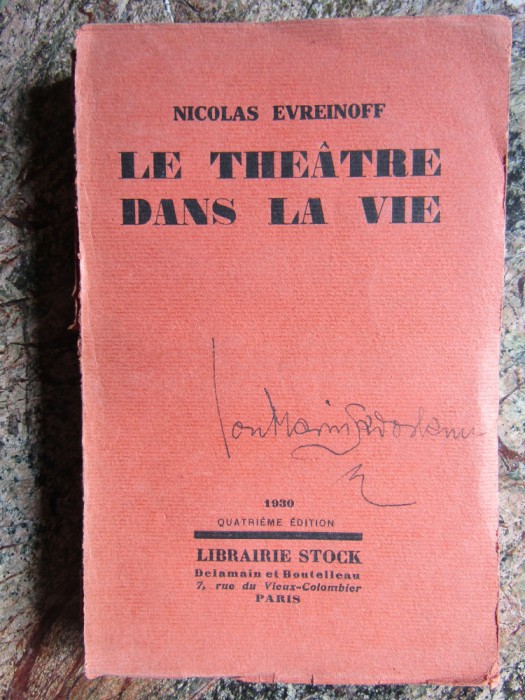 NICOLAS EVREINOFF
LE THEÂTRE
DANS LA VIE
1930
QUATRIÈME ÉDITION
LIBRAIRIE STOCK
Delamain et Boutelleau
7, rue du Vieux-Colombier
PARIS